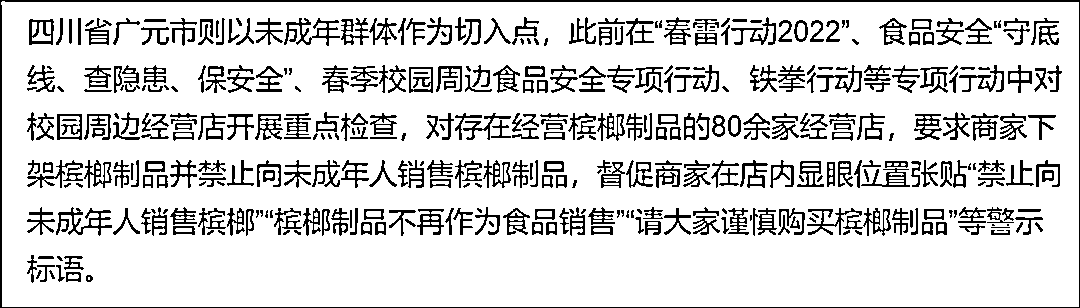 四川省广元市则以未成年群体作为切入点，此前在“春雷行动2022”、食品安全“守底
线、查隐患、保安全”、春季校园周边食品安全专项行动、铁拳行动等专项行动中对
校园周边经营店开展重点检查，对存在经营槟榔制品的80余家经营店，要求商家下
架槟榔制品并禁止向未成年人销售槟榔制品，督促商家在店内显眼位置张贴“禁止向
未成年人销售槟榔”“槟榔制品不再作为食品销售”“请大家谨慎购买槟榔制品”等警示
标语。